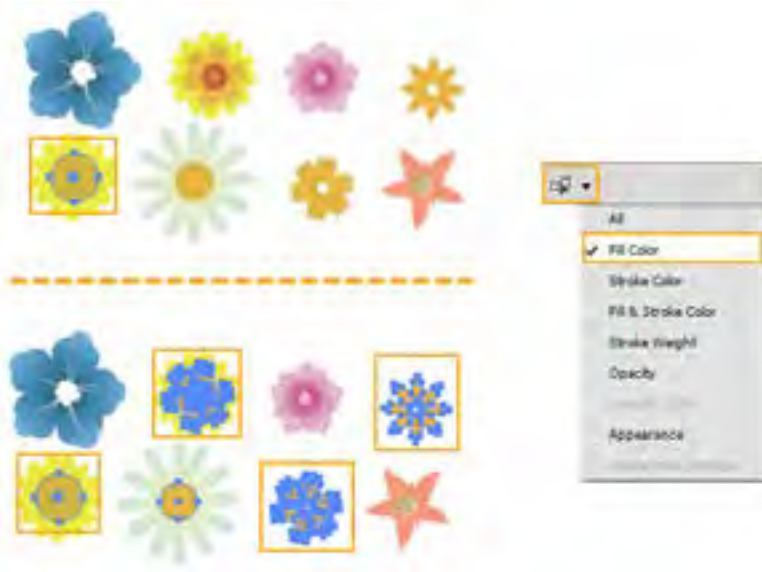 All
Fill Color
Stroke Color
Fill & Stroke Color
Stroke Weight
Opacity
Appearance